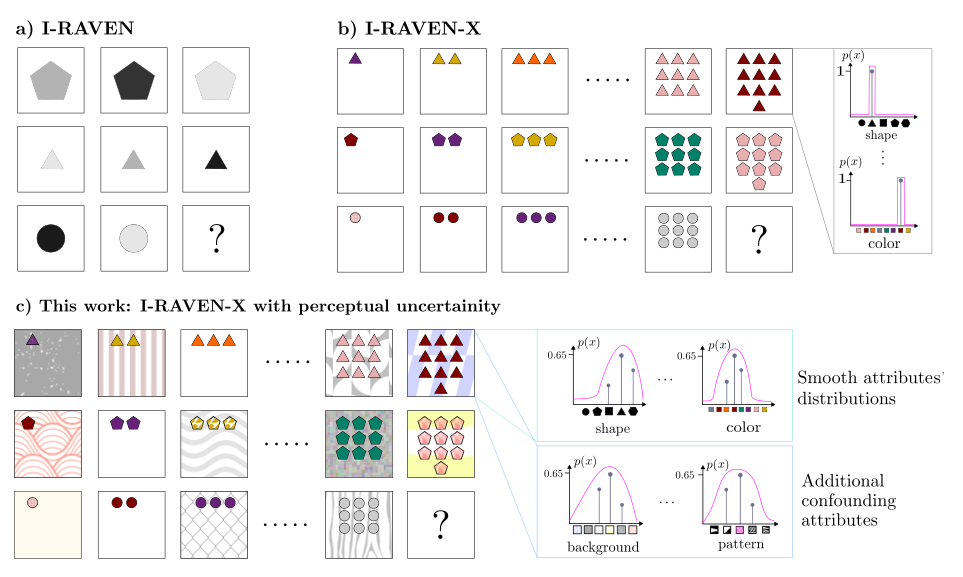 a) I-RAVEN
b) I-RAVEN-X
?
. . . . .
. . . . .
. . . . .
?
p(x)
1
shape
p(x)
1
color
c) This work: I-RAVEN-X with perceptual uncertainity
. . . . .
. . . . .
. . . . .
?
p(x)
0.65
shape
. . .
p(x)
0.65
color
Smooth attributes'
distributions
p(x)
0.65
background
. . .
p(x)
0.65
pattern
Additional
confounding
attributes